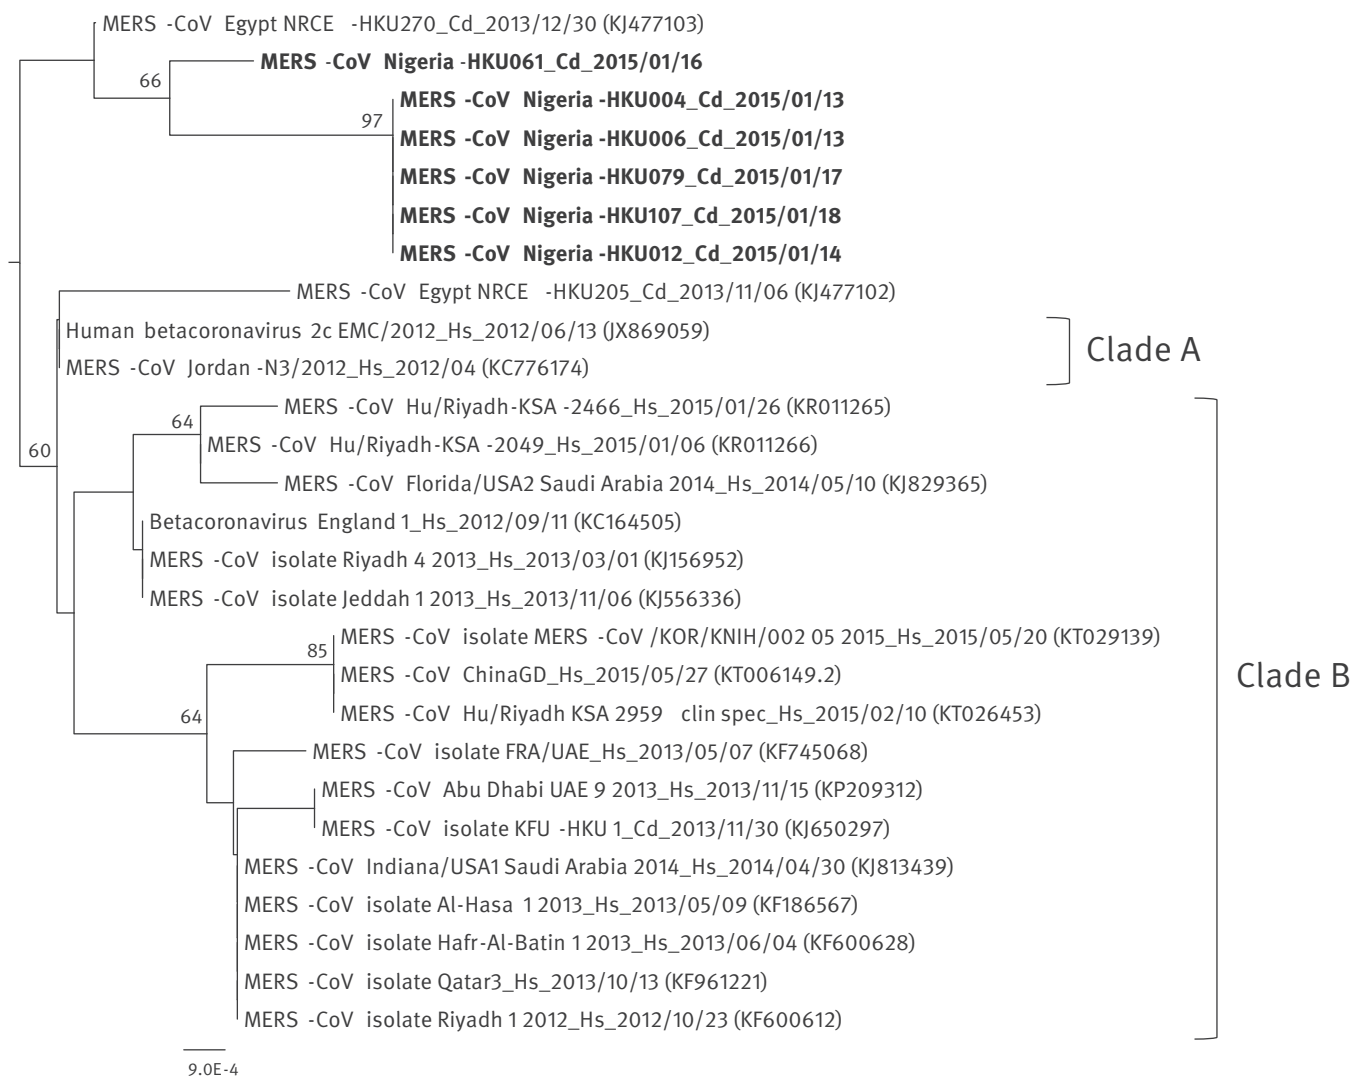 MERS -CoV Egypt NRCE -HKU270_Cd_2013/12/30 (KJ477103)
MERS -CoV Nigeria -HKU061_Cd_2015/01/16
66
MERS -CoV Nigeria -HKU004_Cd_2015/01/13
97
MERS -CoV Nigeria -HKU006_Cd_2015/01/13
MERS -CoV Nigeria -HKU079_Cd_2015/01/17
MERS -CoV Nigeria -HKU107_Cd_2015/01/18
MERS -CoV Nigeria -HKU012_Cd_2015/01/14
MERS -CoV Egypt NRCE -HKU205_Cd_2013/11/06 (KJ477102)
Human betacoronavirus 2c EMC/2012_Hs_2012/06/13 (JX869059)
Clade A
MERS -CoV Jordan -N3/2012_Hs_2012/04 (KC776174)
MERS -CoV Hu/Riyadh-KSA -2466_Hs_2015/01/26 (KR011265)
64
MERS -CoV Hu/Riyadh-KSA -2049_Hs_2015/01/06 (KR011266)
60
MERS -CoV Florida/USA2 Saudi Arabia 2014_Hs_2014/05/10 (KJ829365)
Betacoronavirus England 1_Hs_2012/09/11 (KC164505)
MERS -CoV isolate Riyadh 4 2013_Hs_2013/03/01 (KJ156952)
MERS -CoV isolate Jeddah 1 2013_Hs_2013/11/06 (KJ556336)
MERS -CoV isolate MERS -CoV /KOR/KNIH/002 05 2015_Hs_2015/05/20 (KT029139)
85
MERS -CoV ChinaGD_Hs_2015/05/27 (KT006149.2)
Clade B
MERS -CoV Hu/Riyadh KSA 2959 clin spec_Hs_2015/02/10 (KT026453)
64
MERS -CoV isolate FRA/UAE_Hs_2013/05/07 (KF745068)
MERS -CoV Abu Dhabi UAE 9 2013_Hs_2013/11/15 (KP209312)
MERS -CoV isolate KFU -HKU 1_Cd_2013/11/30 (KJ650297)
MERS -CoV Indiana/USA1 Saudi Arabia 2014_Hs_2014/04/30 (KJ813439)
MERS -CoV isolate Al-Hasa 1 2013_Hs_2013/05/09 (KF186567)
MERS -CoV isolate Hafr-Al-Batin 1 2013_Hs_2013/06/04 (KF600628)
MERS -CoV isolate Qatar3_Hs_2013/10/13 (KF961221)
MERS -CoV isolate Riyadh 1 2012_Hs_2012/10/23 (KF600612)
9.0E-4